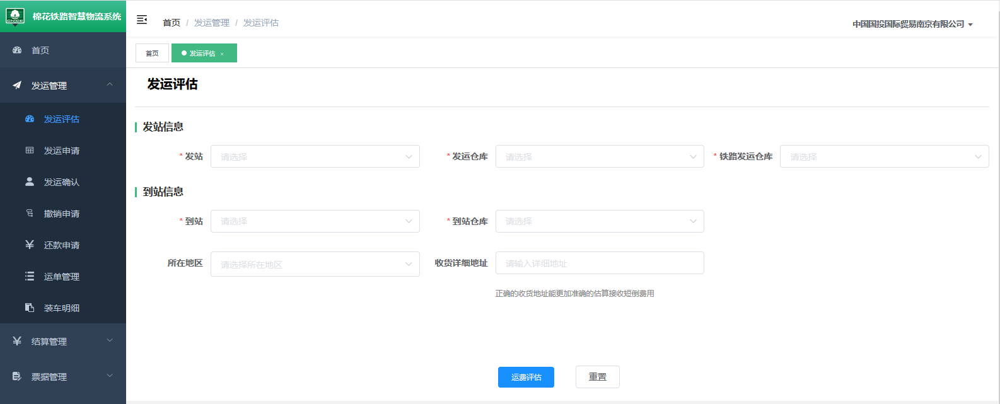 棉花铁路智慧物流系统
首页 / 发运管理 / 发运评估
中国国投国际贸易南京有限公司
首页
发运管理
发运评估
发运申请
发运确认
撤销申请
还款申请
运单管理
装车明细
结算管理
票据管理
首页 发运评估 ×
发运评估
发站信息
* 发站 请选择 * 发运仓库 请选择 * 铁路发运仓库 请选择
到站信息
* 到站 请选择 * 到站仓库 请选择
所在地区 请选择所在地区 收货详细地址 请输入详细地址
正确的收货地址能更加准确的估算接收短倒费用
运费评估 重置